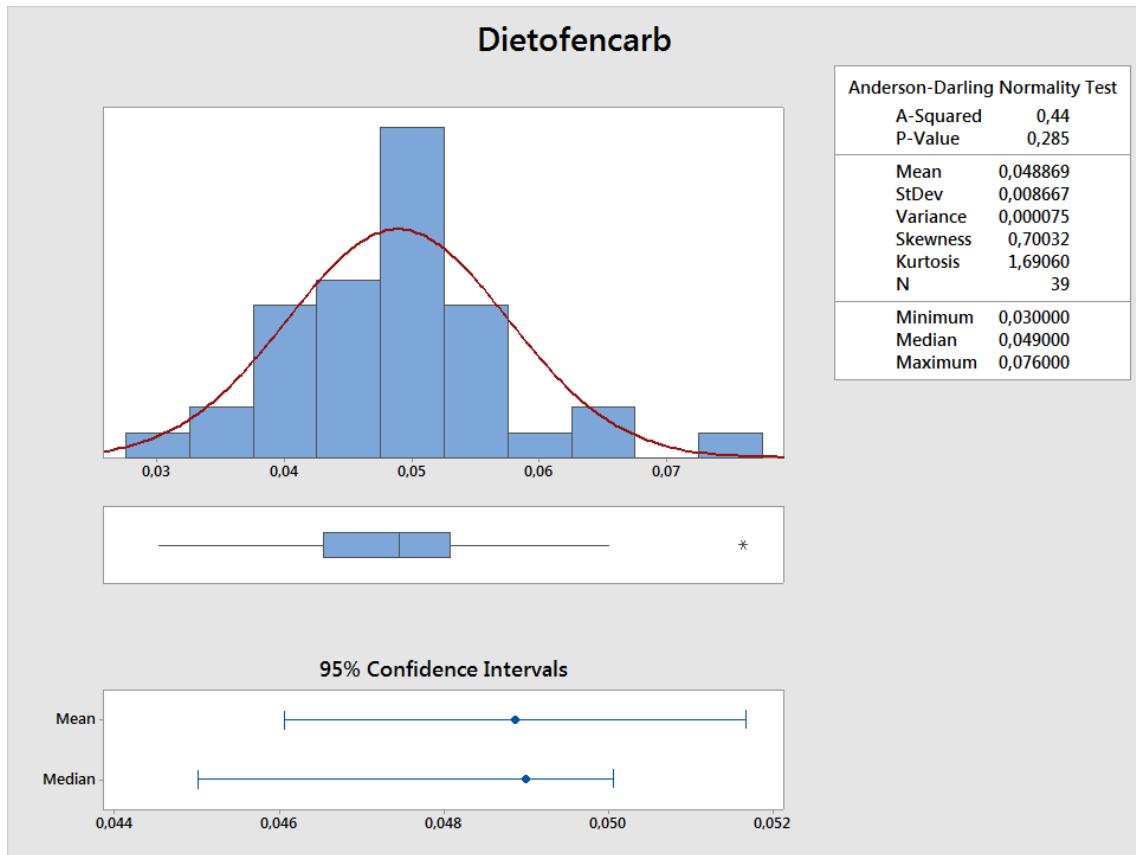 Dietofencarb
Anderson-Darling Normality Test
A-Squared 0,44
P-Value 0,285
Mean 0,048869
StDev 0,008667
Variance 0,000075
Skewness 0,70032
Kurtosis 1,69060
N 39
Minimum 0,030000
Median 0,049000
Maximum 0,076000
0,03 0,04 0,05 0,06 0,07
95% Confidence Intervals
Mean
Median
0,044 0,046 0,048 0,050 0,052